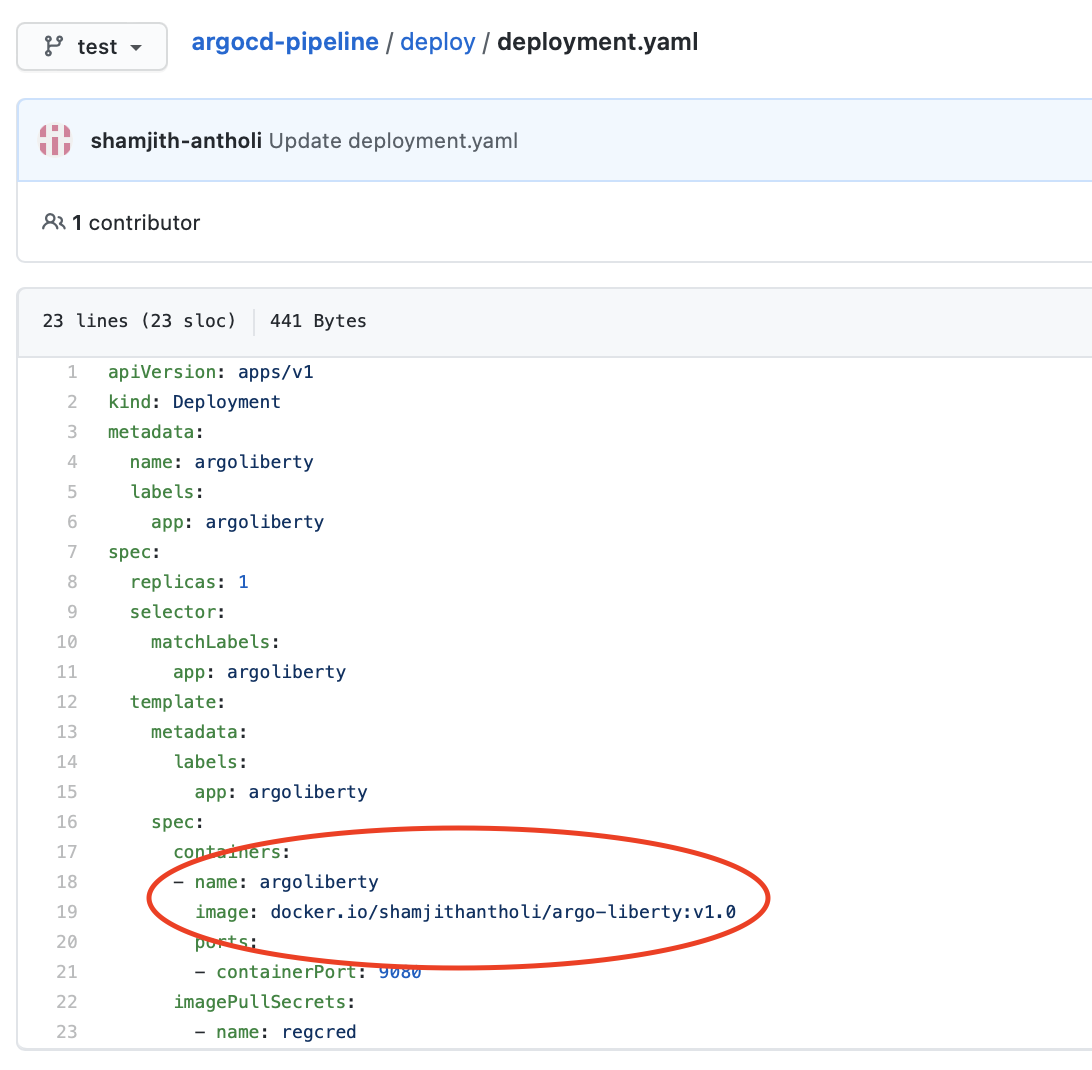 test argocd-pipeline / deploy / deployment.yaml
shamjith-antholi Update deployment.yaml
1 contributor
23 lines (23 sloc) 441 Bytes
1 apiVersion: apps/v1
2 kind: Deployment
3 metadata:
4   name: argoliberty
5   labels:
6     app: argoliberty
7 spec:
8   replicas: 1
9   selector:
10     matchLabels:
11       app: argoliberty
12   template:
13     metadata:
14       labels:
15         app: argoliberty
16     spec:
17       containers:
18       - name: argoliberty
19         image: docker.io/shamjithantholi/argo-liberty:v1.0
20         ports:
21         - containerPort: 9080
22       imagePullSecrets:
23         - name: regcred